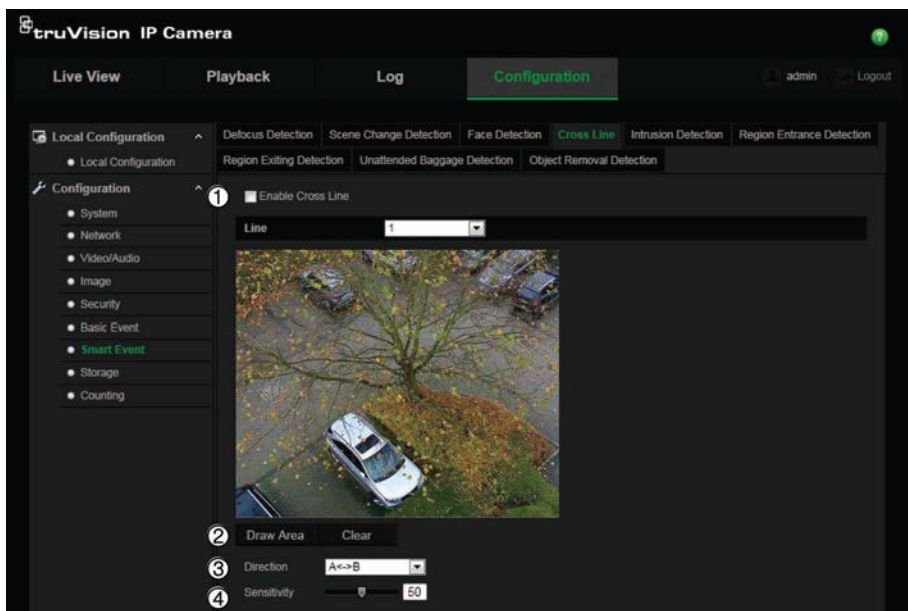 truVision IP Camera
?
Live View Playback Log Configuration admin Logout
Local Configuration
Local Configuration
Configuration
System
Network
Video/Audio
Image
Security
Basic Event
Smart Event
Storage
Counting
Defocus Detection Scene Change Detection Face Detection Cross Line Intrusion Detection Region Entrance Detection
Region Exiting Detection Unattended Baggage Detection Object Removal Detection
1 Enable Cross Line
Line 1
2 Draw Area Clear
3 Direction A<->B
4 Sensitivity 50